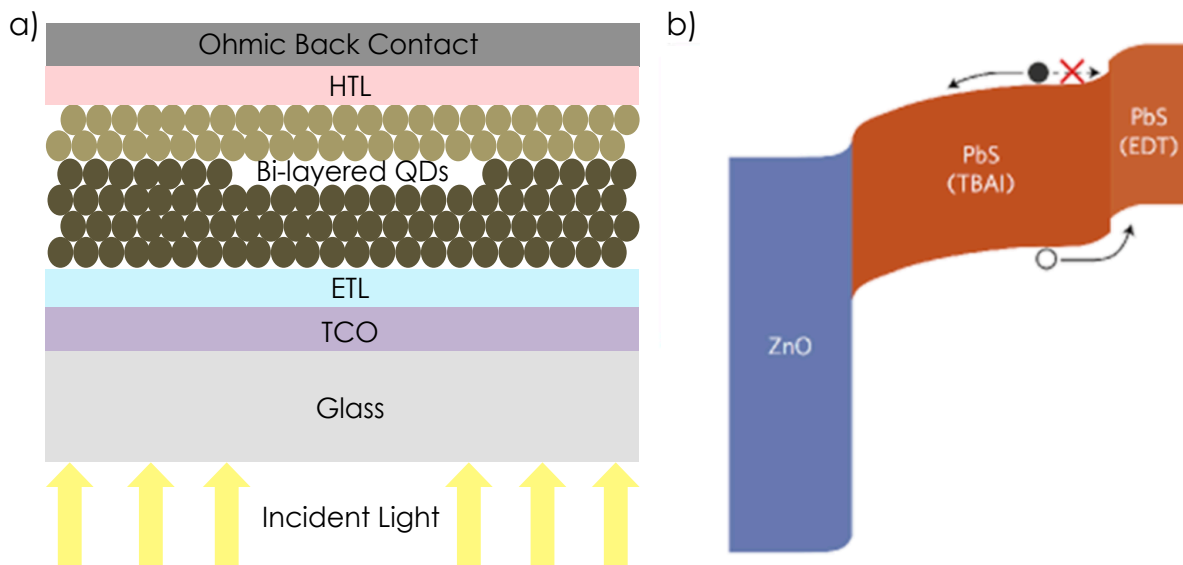 a)
Ohmic Back Contact
HTL
Bi-layered QDs
ETL
TCO
Glass
Incident Light
b)
PbS
(TBAI)
PbS
(EDT)
ZnO